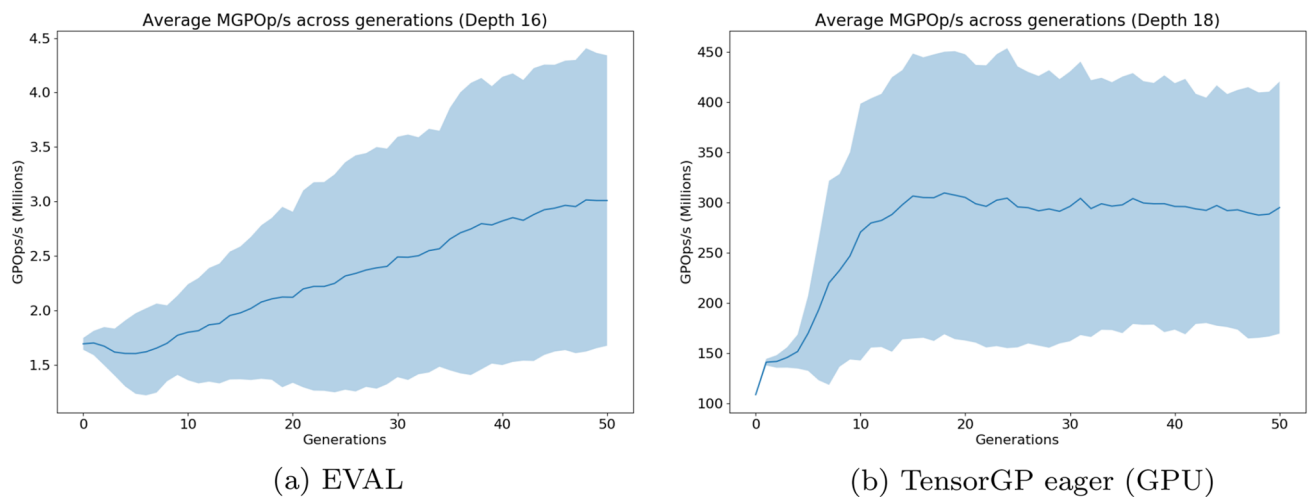 Average MGPOp/s across generations (Depth 16)
GPOps/s (Millions)
4.5
4.0
3.5
3.0
2.5
2.0
1.5
0 10 20 30 40 50
Generations
(a) EVAL
Average MGPOp/s across generations (Depth 18)
GPOps/s (Millions)
450
400
350
300
250
200
150
100
0 10 20 30 40 50
Generations
(b) TensorGP eager (GPU)